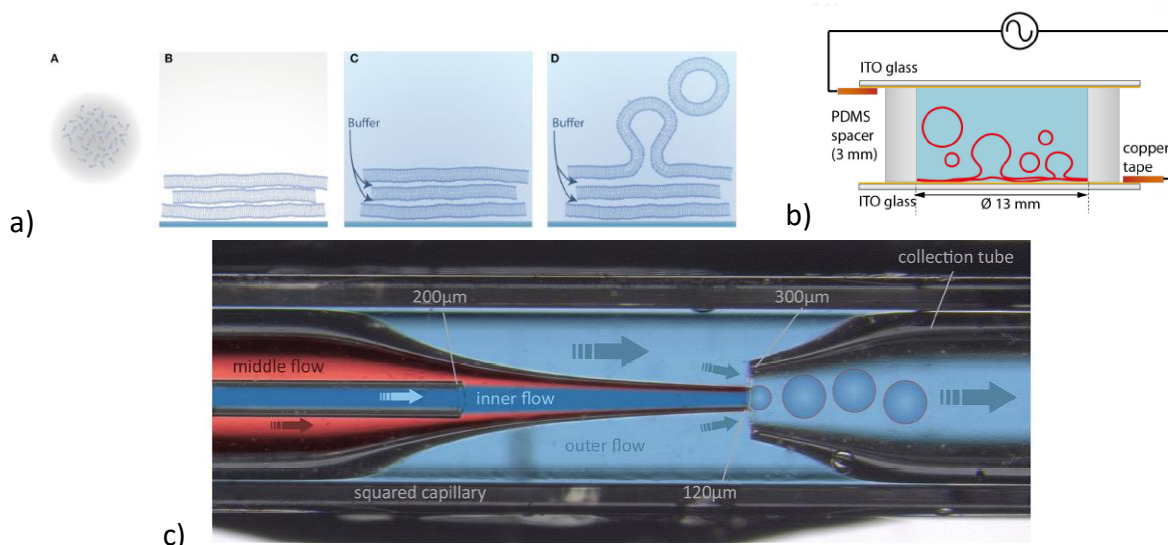 A
B
C
D
Buffer
Buffer
a)
ITO glass
PDMS
spacer
(3 mm)
copper
tape
ITO glass
Ø 13 mm
b)
collection tube
200µm
300µm
middle flow
inner flow
outer flow
squared capillary
120µm
c)